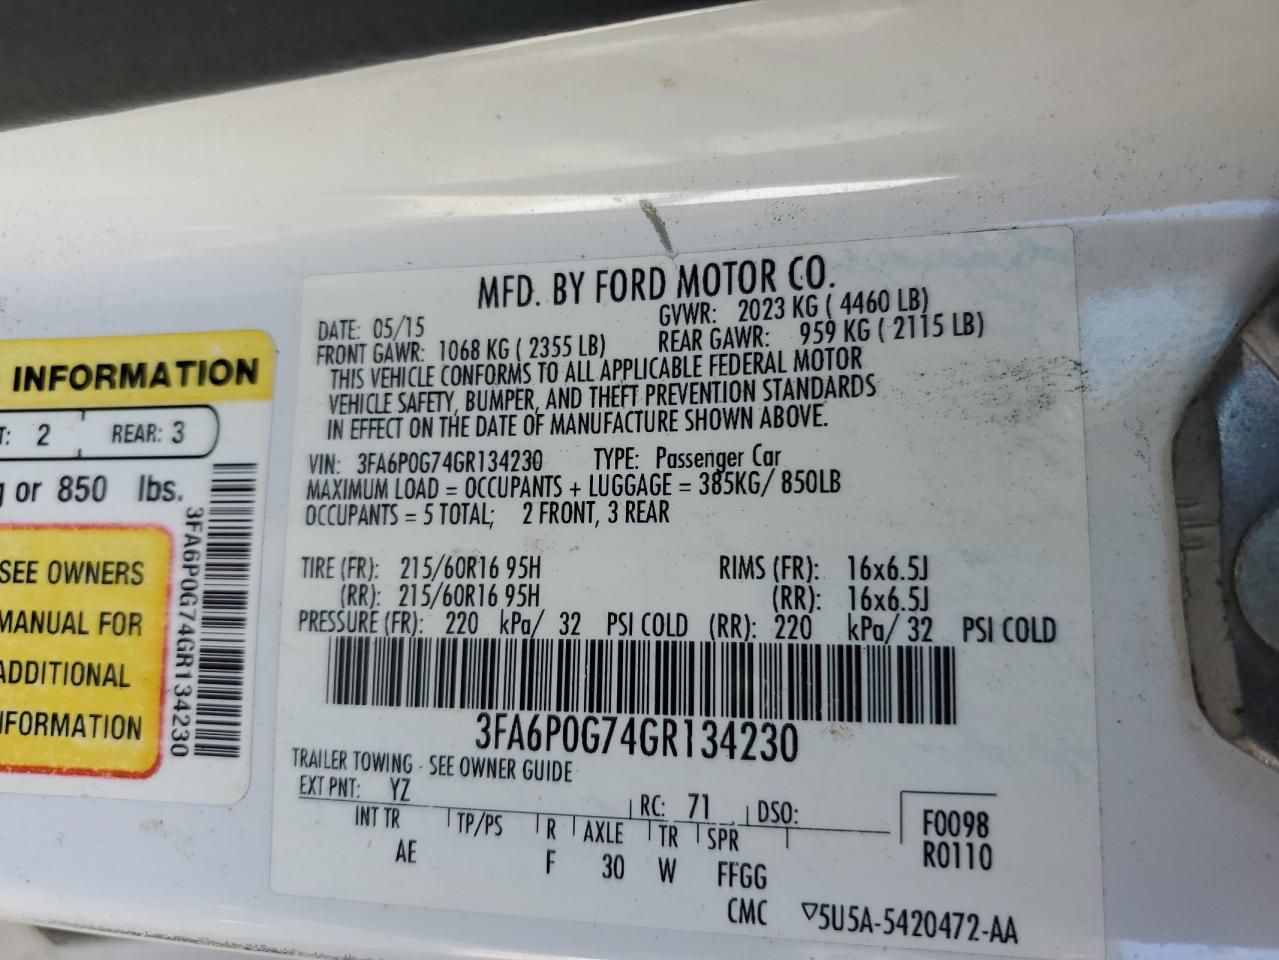 INFORMATION
T: 2 REAR: 3
g or 850 lbs.
SEE OWNERS
MANUAL FOR
ADDITIONAL
INFORMATION
3FA6P0G74GR134230
MFD. BY FORD MOTOR CO.
DATE: 05/15 GVWR: 2023 KG ( 4460 LB)
FRONT GAWR: 1068 KG ( 2355 LB) REAR GAWR: 959 KG ( 2115 LB)
THIS VEHICLE CONFORMS TO ALL APPLICABLE FEDERAL MOTOR
VEHICLE SAFETY, BUMPER, AND THEFT PREVENTION STANDARDS
IN EFFECT ON THE DATE OF MANUFACTURE SHOWN ABOVE.
VIN: 3FA6P0G74GR134230 TYPE: Passenger Car
MAXIMUM LOAD = OCCUPANTS + LUGGAGE = 385KG/ 850LB
OCCUPANTS = 5 TOTAL; 2 FRONT, 3 REAR
TIRE (FR): 215/60R16 95H RIMS (FR): 16x6.5J
(RR): 215/60R16 95H (RR): 16x6.5J
PRESSURE (FR): 220 kPa/ 32 PSI COLD (RR): 220 kPa/ 32 PSI COLD
3FA6P0G74GR134230
TRAILER TOWING - SEE OWNER GUIDE
EXT PNT: YZ RC: 71 DSO:
INT TR TP/PS R AXLE TR SPR F0098
AE F 30 W FFGG R0110
CMC ▽5U5A-5420472-AA